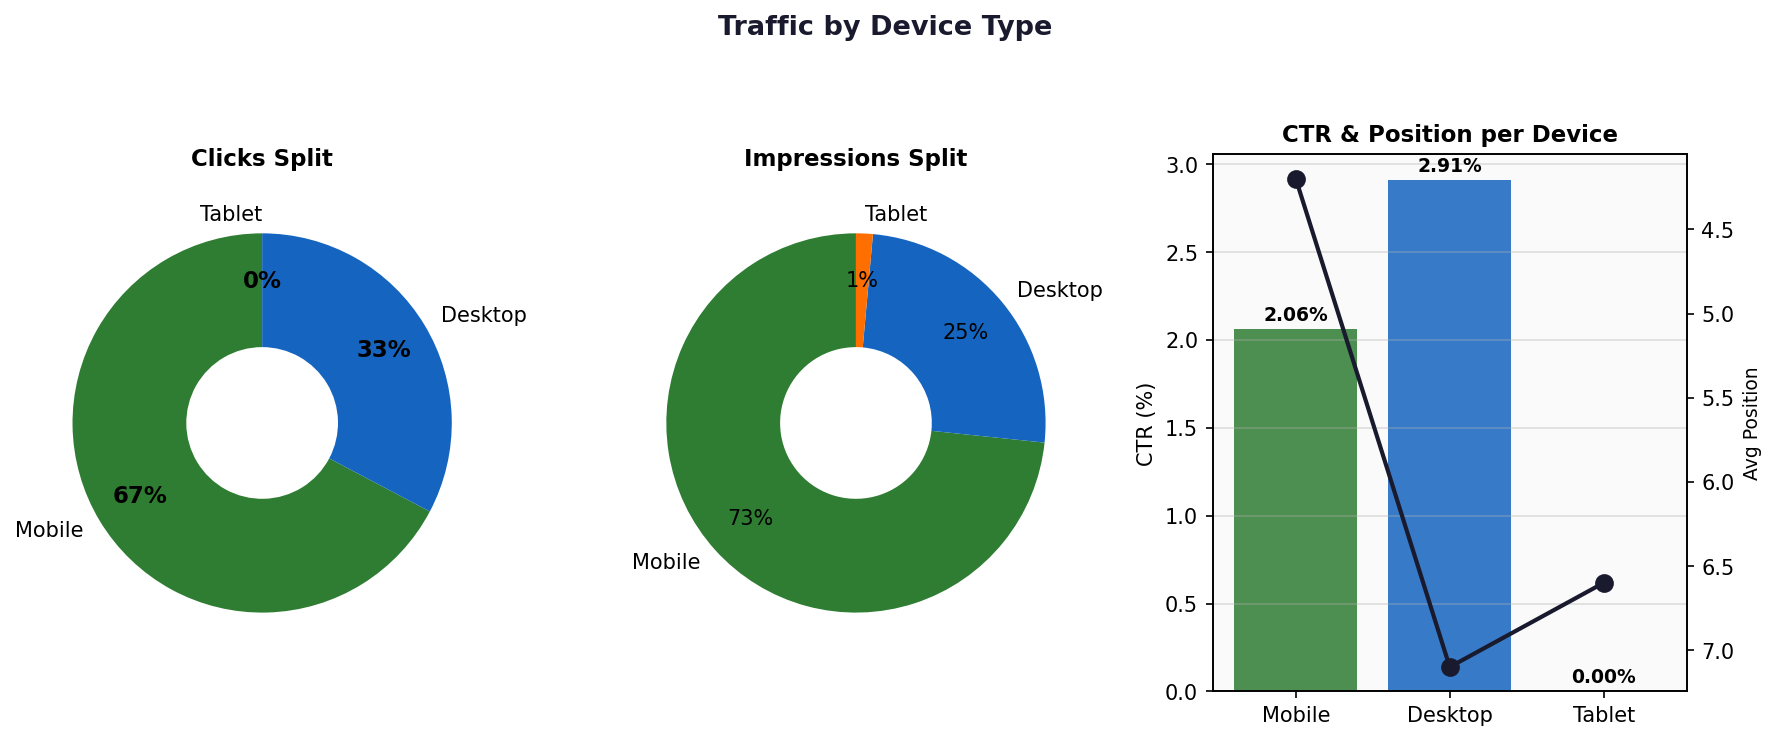 Traffic by Device Type
Clicks Split
Tablet
0%
Desktop
33%
67%
Mobile
Impressions Split
Tablet
1%
Desktop
25%
73%
Mobile
CTR & Position per Device
3.0
2.5
2.0
1.5
1.0
0.5
0.0
CTR (%)
2.06%
2.91%
0.00%
Mobile
Desktop
Tablet
4.5
5.0
5.5
6.0
6.5
7.0
Avg Position